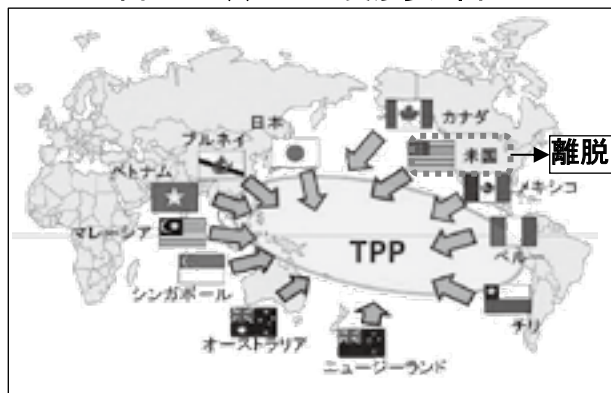 カナダ
日本
米国
離脱
ブルネイ
ベトナム
メキシコ
マレーシア
TPP
ペルー
シンガポール
チリ
オーストラリア
ニュージーランド